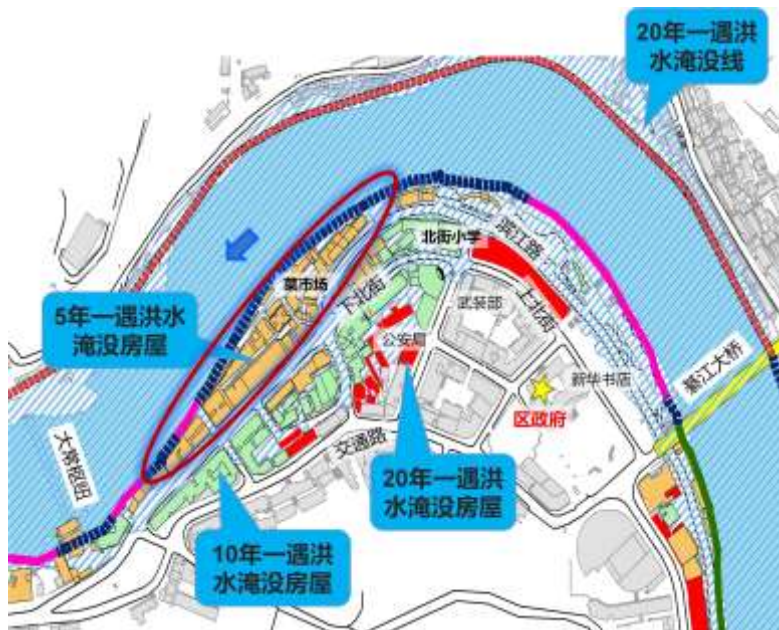 20年一遇洪
水淹没线
北街小学
滨江路
菜市场
下北街
武装部
上北街
5年一遇洪水
淹没房屋
公安局
新华书店
綦江大桥
区政府
大常枢纽
交通路
20年一遇洪
水淹没房屋
10年一遇洪
水淹没房屋